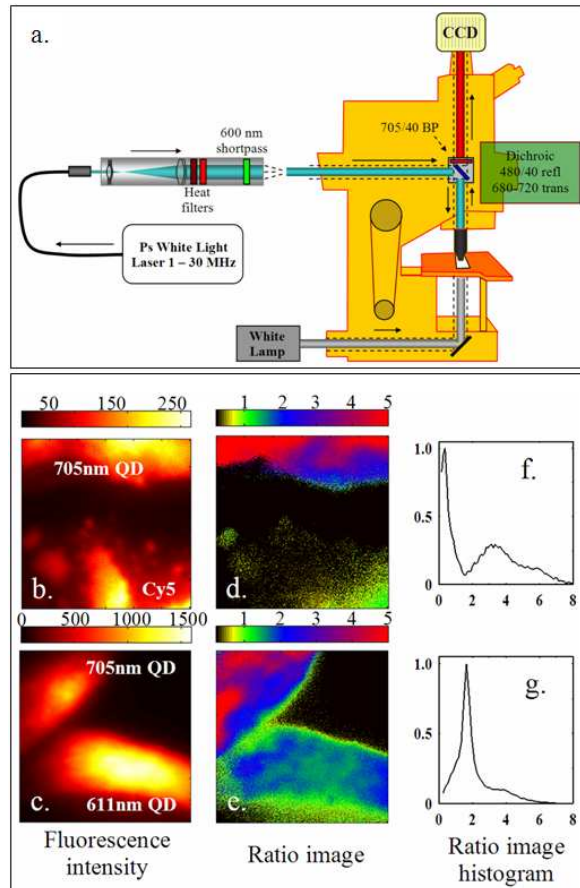 a.
CCD
600 nm
shortpass
705/40 BP
Dichroic
480/40 refl
680-720 trans
Heat
filters
Ps White Light
Laser 1 – 30 MHz
White
Lamp
50 150 250
1 2 3 4 5
705nm QD
Cy5
b.
d.
f.
1.0
0.5
0
0 2 4 6 8
0 500 1000 1500
1 2 3 4 5
705nm QD
611nm QD
c.
e.
g.
1.0
0.5
0
0 2 4 6 8
Fluorescence
intensity
Ratio image
Ratio image
histogram